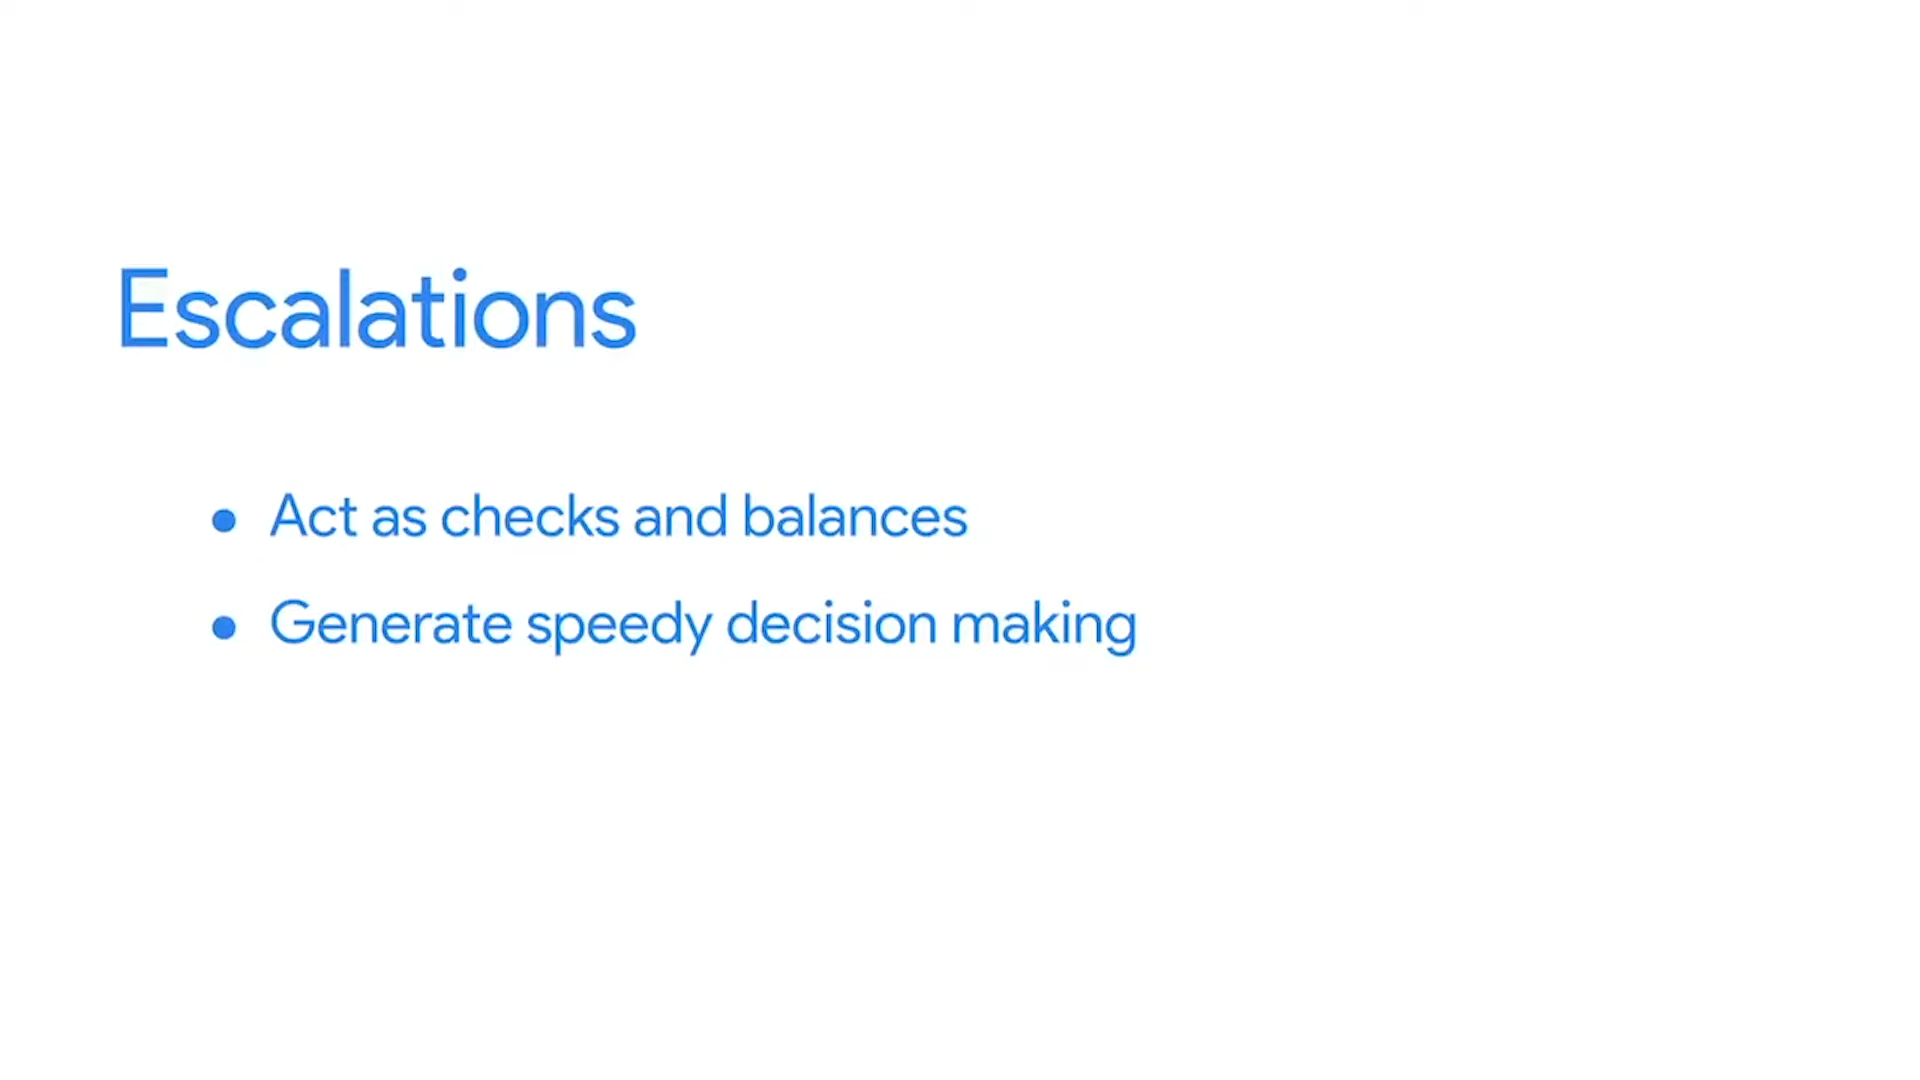 Escalations
● Act as checks and balances
● Generate speedy decision making